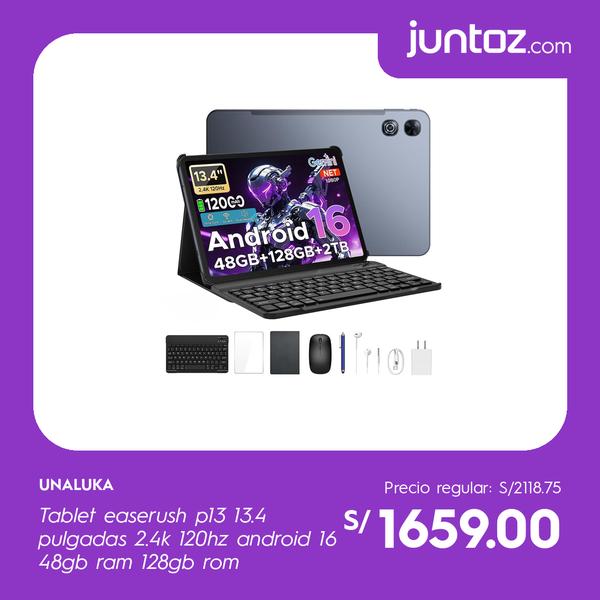 juntoz.com
13.4"
2.4K 120Hz
12000
Gemini
NET
1080P
Android 16
48GB+128GB+2TB
UNALUKA
Precio regular: S/2118.75
Tablet easerush p13 13.4
pulgadas 2.4k 120hz android 16
48gb ram 128gb rom
S/1659.00